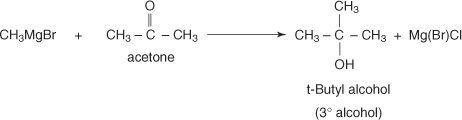 O CH₃
CH₃MgBr + CH₃ – C – CH₃ CH₃ – C – CH₃ + Mg(Br)Cl
acetone OH
t-Butyl alcohol
(3° alcohol)